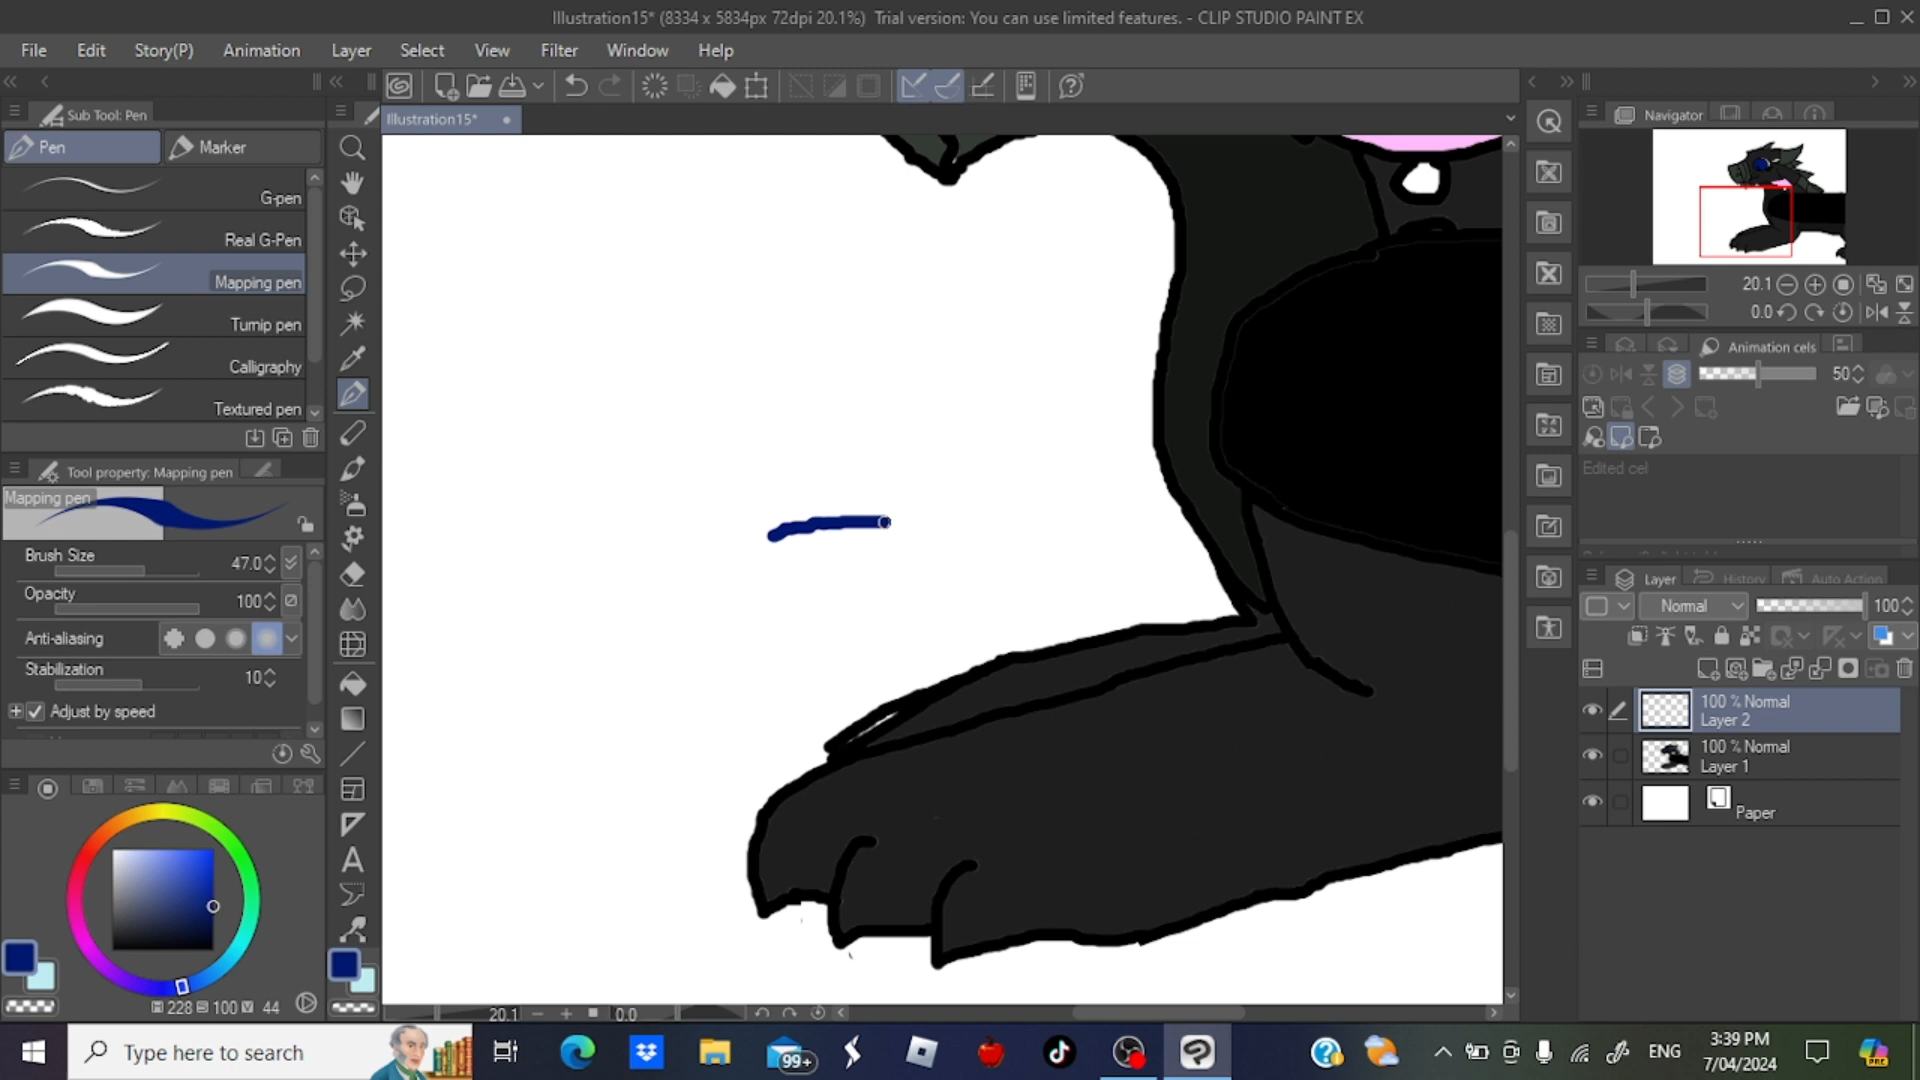 Illustration15* (8334 x 5834px 72dpi 20.1%) Trial version: You can use limited features. - CLIP STUDIO PAINT EX
File Edit Story(P) Animation Layer Select View Filter Window Help
Sub Tool: Pen
Illustration15*
Navigator
Pen Marker
G-pen
Real G-Pen
Mapping pen
Turnip pen
Calligraphy
Textured pen
20.1
0.0
Animation cels
50
Edited cel
Tool property: Mapping pen
Mapping pen
Brush Size 47.0
Opacity 100
Anti-aliasing
Stabilization 10
Adjust by speed
Layer History Auto Action
Normal 100
100 % Normal
Layer 2
100 % Normal
Layer 1
Paper
H 228 S 100 V 44
20.1 0.0
Type here to search
99+
ENG
3:39 PM
7/04/2024
PRE